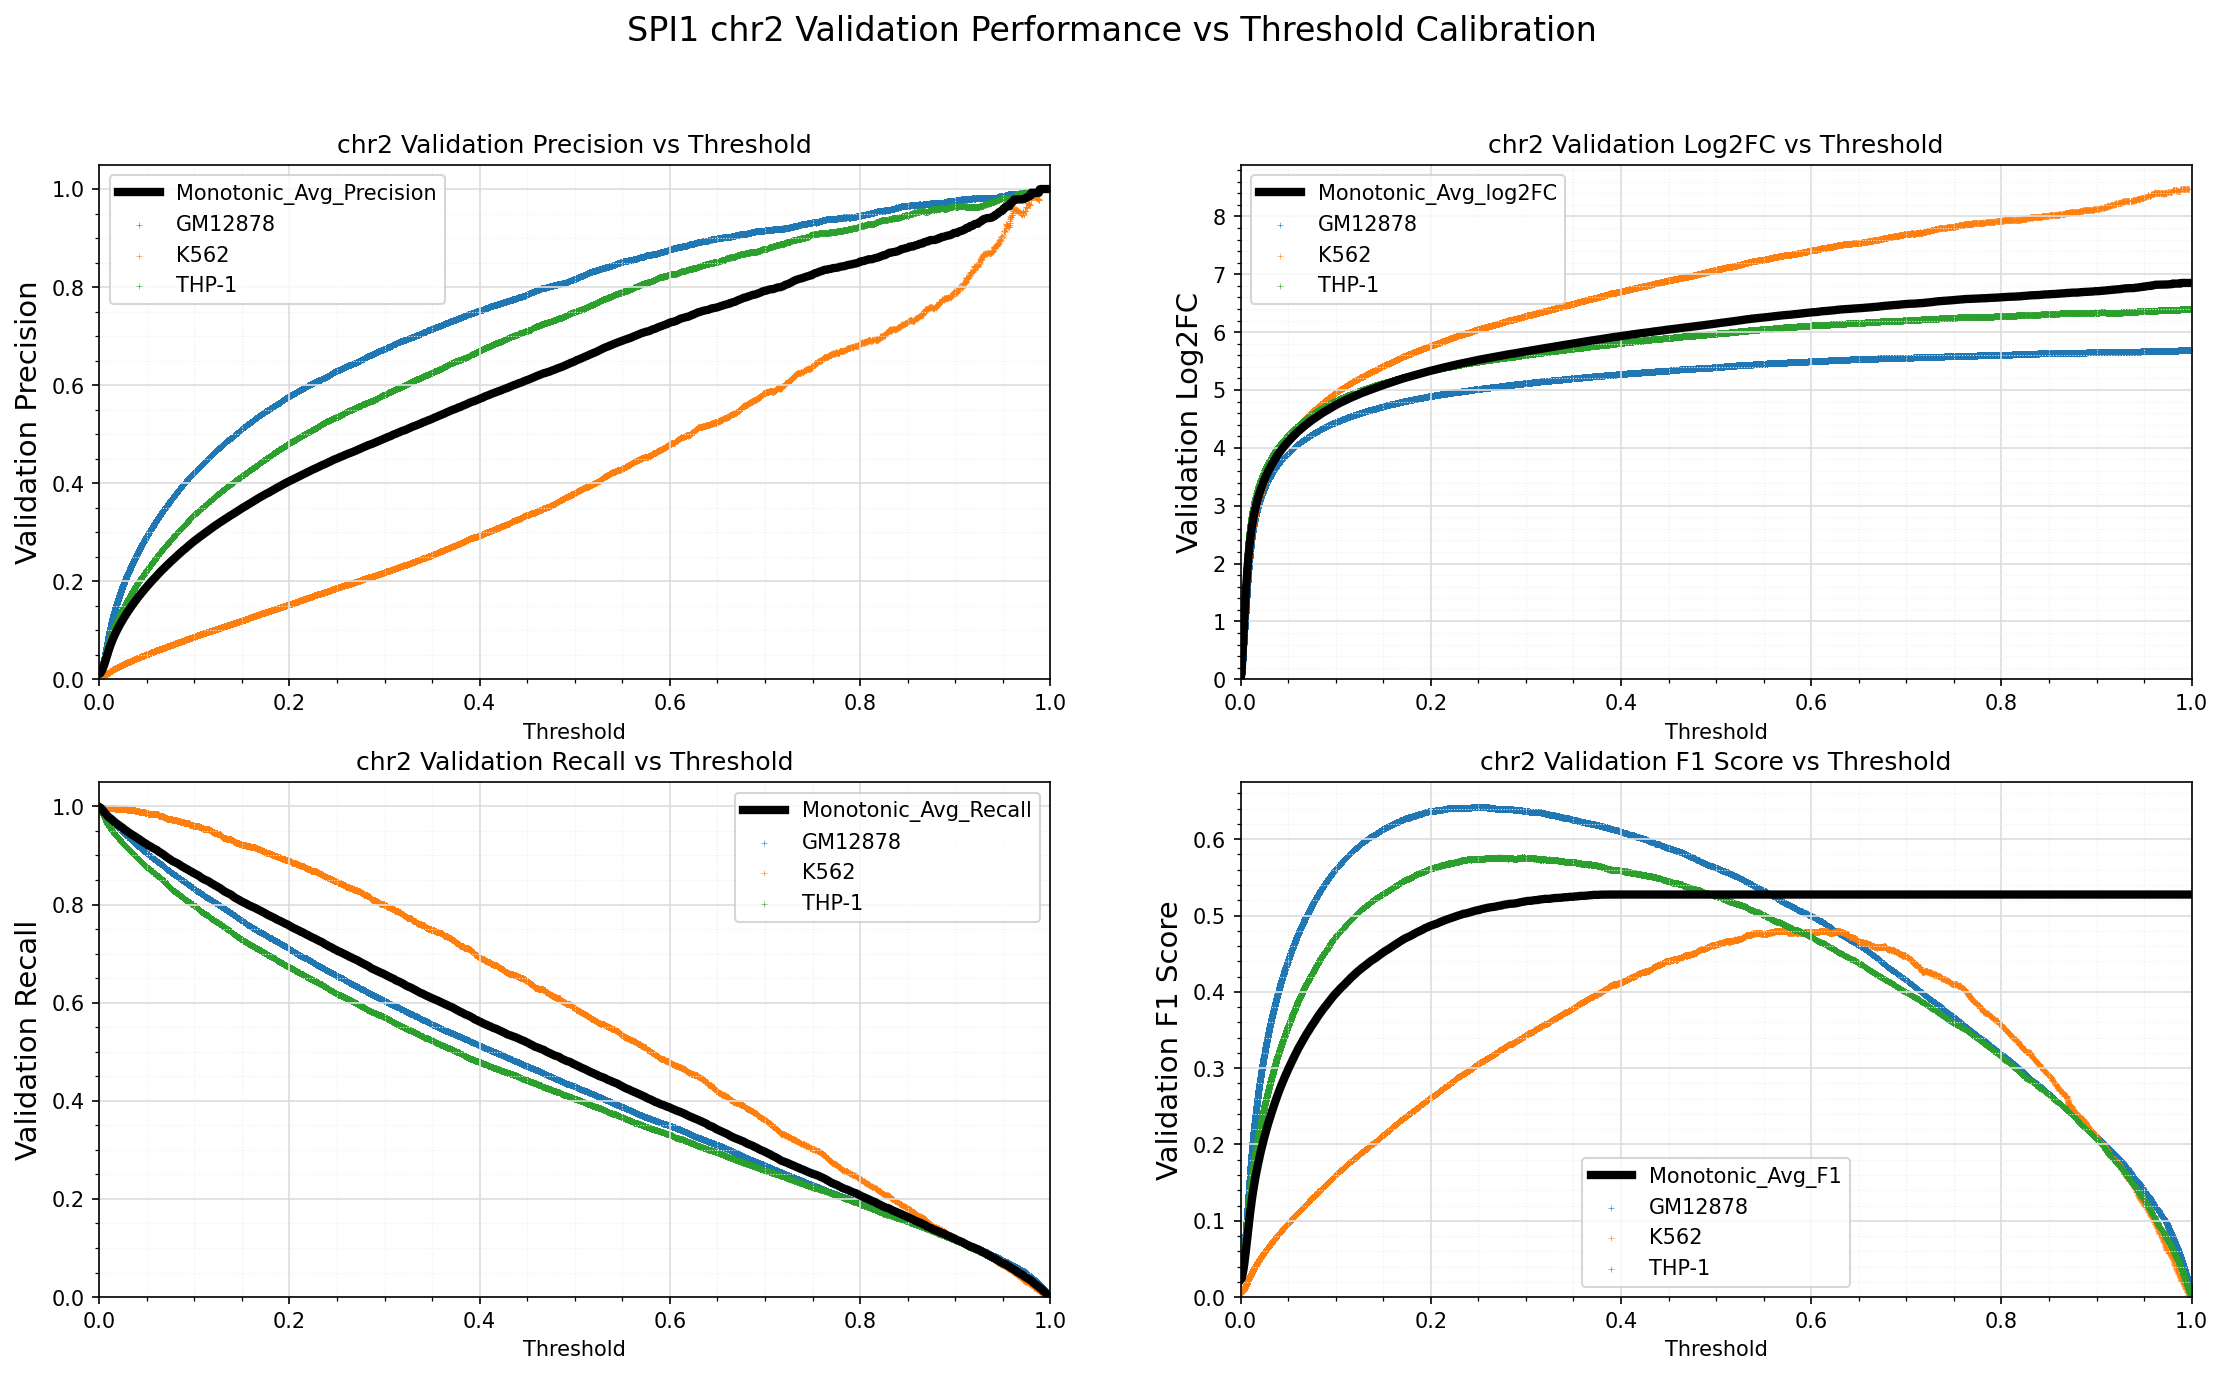 SPI1 chr2 Validation Performance vs Threshold Calibration
chr2 Validation Precision vs Threshold
Validation Precision
1.0
0.8
0.6
0.4
0.2
0.0
Monotonic_Avg_Precision
GM12878
K562
THP-1
0.0 0.2 0.4 0.6 0.8 1.0
Threshold
chr2 Validation Log2FC vs Threshold
Validation Log2FC
8
7
6
5
4
3
2
1
0
Monotonic_Avg_log2FC
GM12878
K562
THP-1
0.0 0.2 0.4 0.6 0.8 1.0
Threshold
chr2 Validation Recall vs Threshold
Validation Recall
1.0
0.8
0.6
0.4
0.2
0.0
Monotonic_Avg_Recall
GM12878
K562
THP-1
0.0 0.2 0.4 0.6 0.8 1.0
Threshold
chr2 Validation F1 Score vs Threshold
Validation F1 Score
0.6
0.5
0.4
0.3
0.2
0.1
0.0
Monotonic_Avg_F1
GM12878
K562
THP-1
0.0 0.2 0.4 0.6 0.8 1.0
Threshold